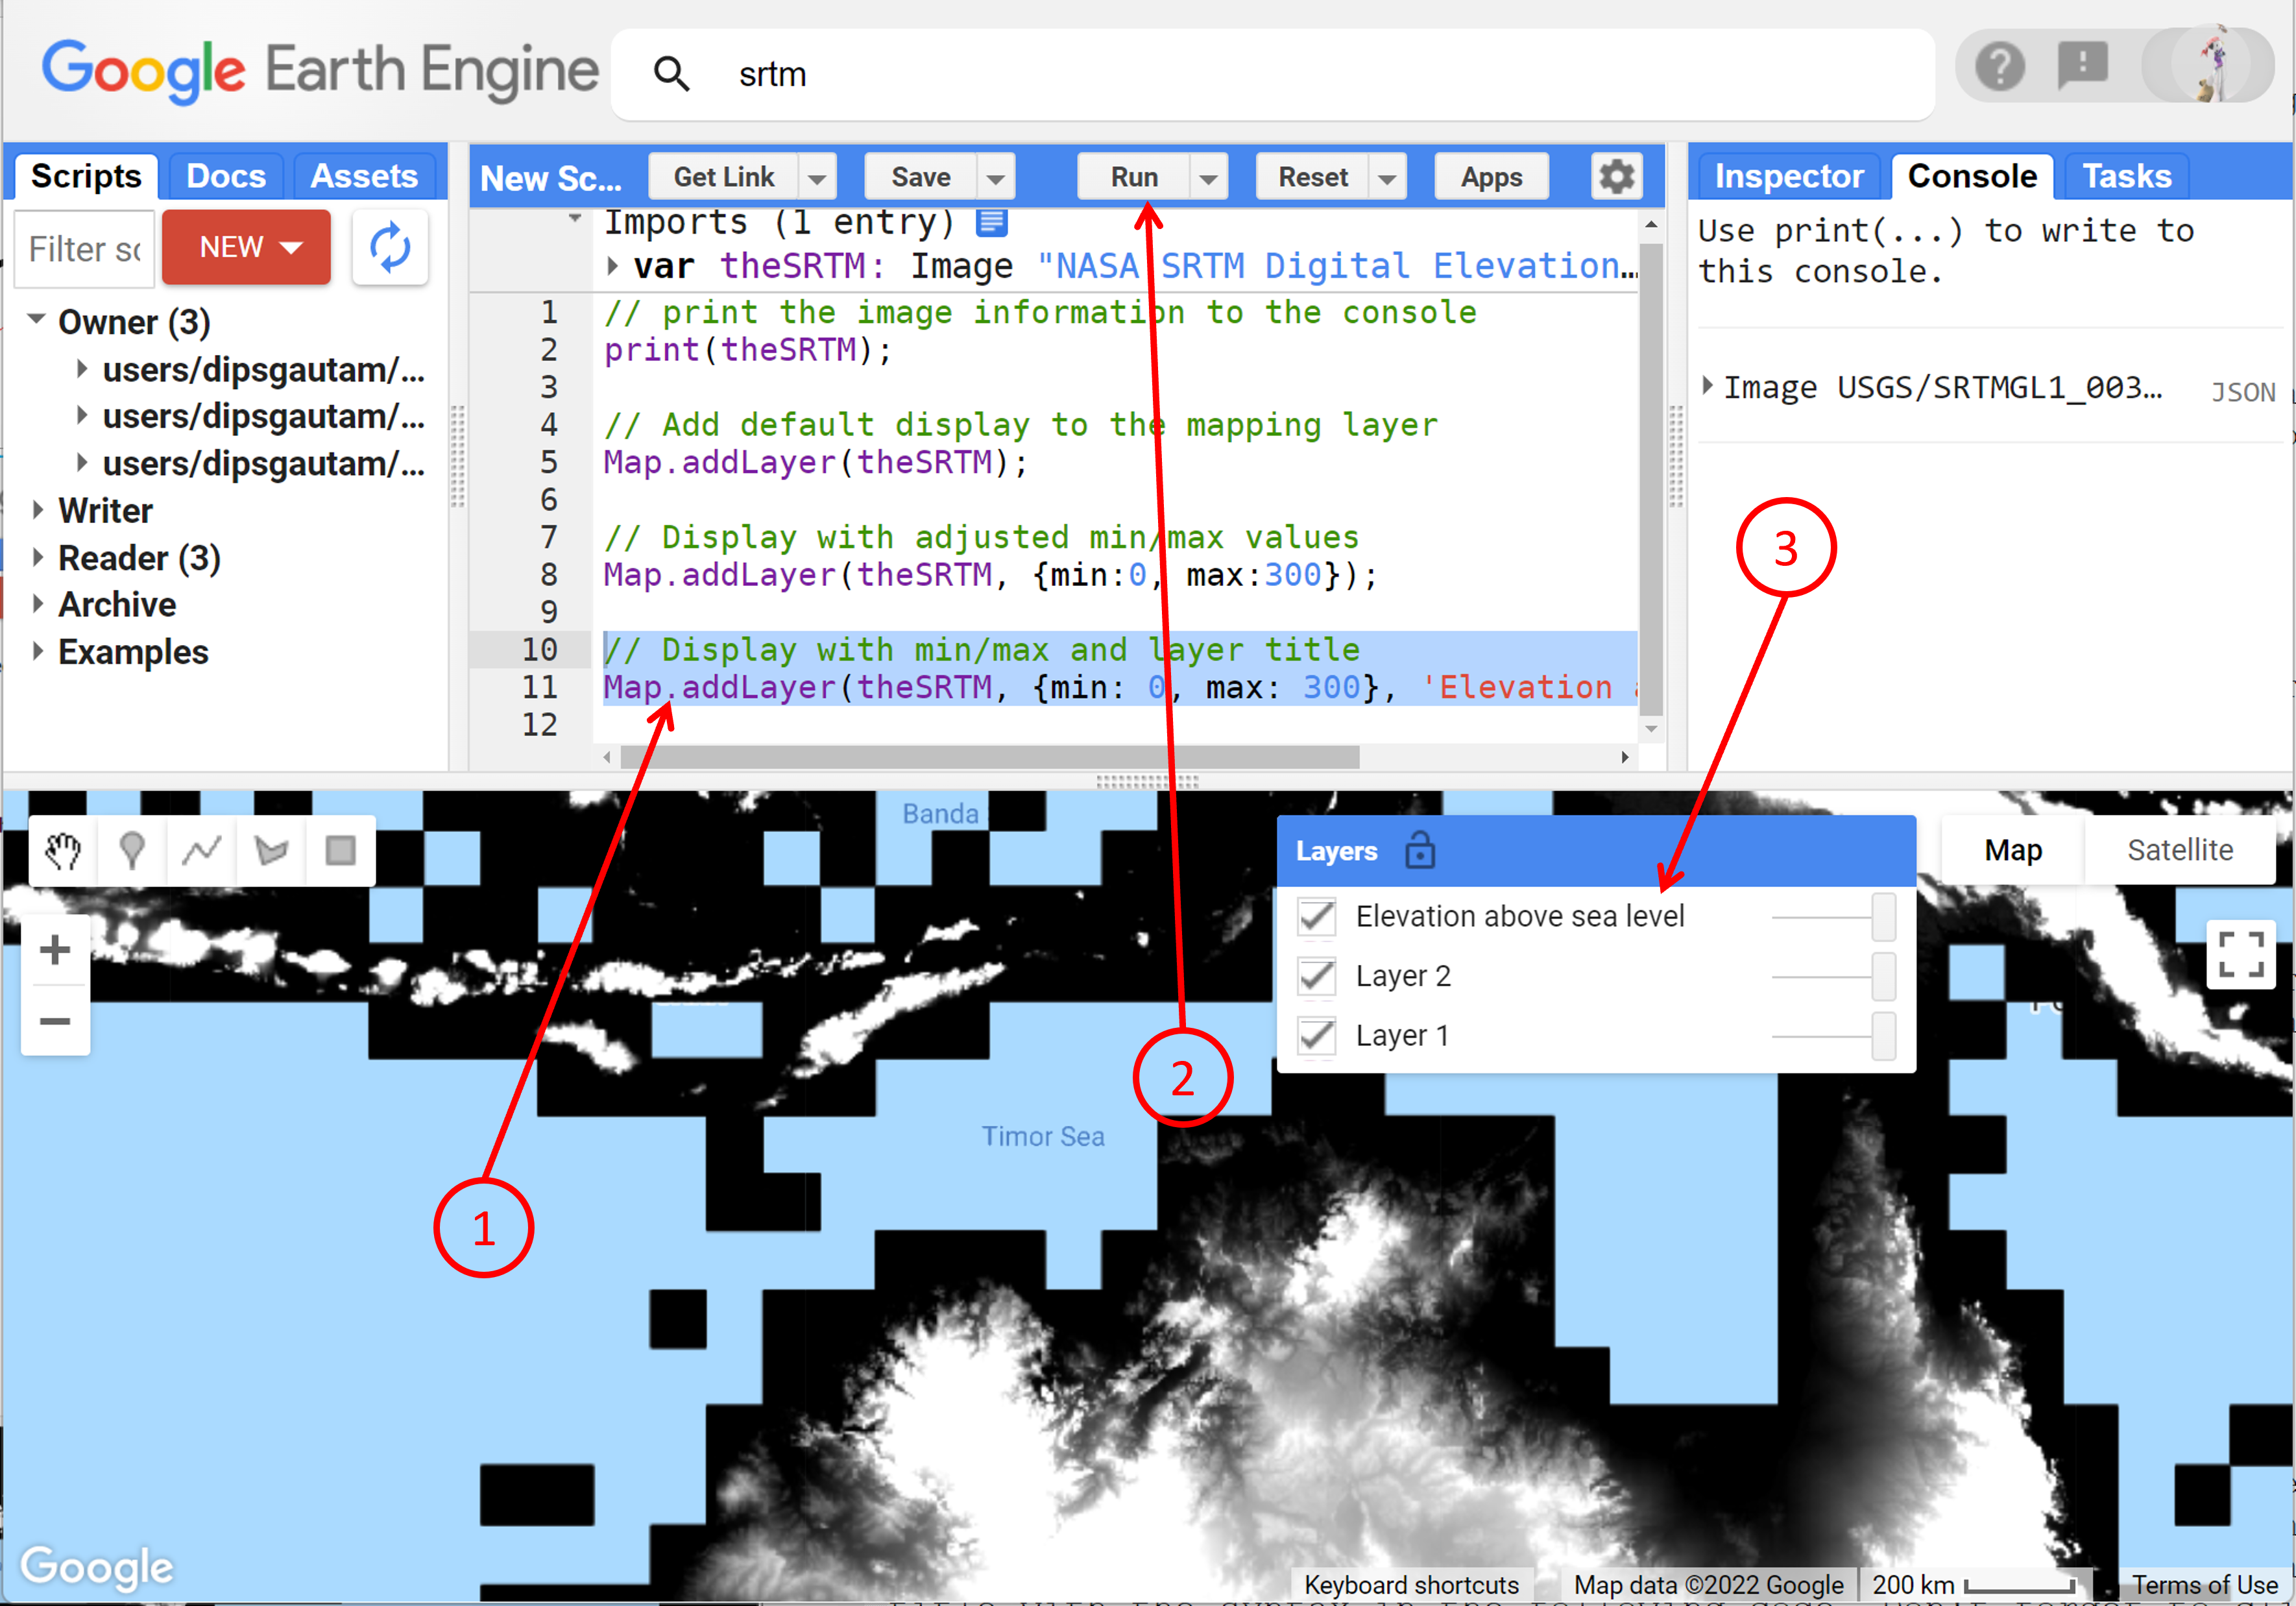 Google Earth Engine
srtm
Scripts Docs Assets
New Sc... Get Link Save Run Reset Apps
Inspector Console Tasks
Filter sc NEW
Owner (3)
users/dipsgautam/...
users/dipsgautam/...
users/dipsgautam/...
Writer
Reader (3)
Archive
Examples
Imports (1 entry)
var theSRTM: Image "NASA SRTM Digital Elevation…
1 // print the image information to the console
2 print(theSRTM);
3
4 // Add default display to the mapping layer
5 Map.addLayer(theSRTM);
6
7 // Display with adjusted min/max values
8 Map.addLayer(theSRTM, {min:0, max:300});
9
10 // Display with min/max and layer title
11 Map.addLayer(theSRTM, {min: 0, max: 300}, 'Elevation
12
Use print(...) to write to
this console.
Image USGS/SRTMGL1_003… JSON
3
Banda
Layers
Elevation above sea level
Layer 2
Layer 1
Map Satellite
2
Timor Sea
1
Google
Keyboard shortcuts Map data ©2022 Google 200 km Terms of Use